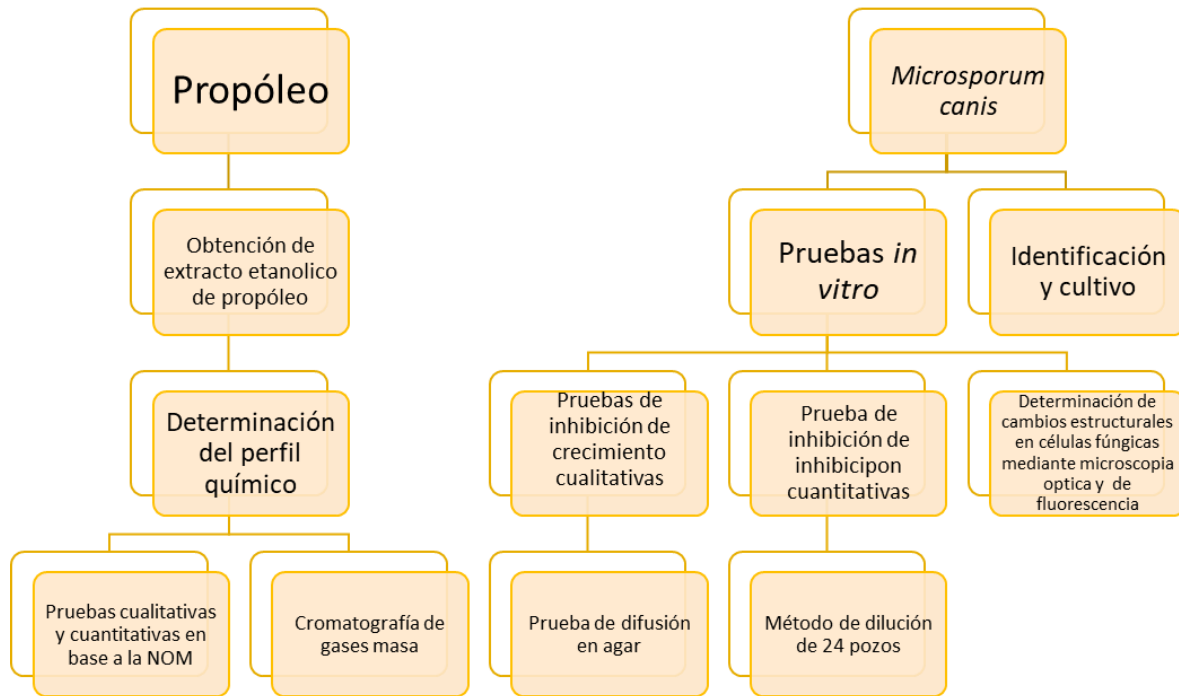 Propóleo
Obtención de
extracto etanolico
de propóleo
Determinación
del perfil
químico
Pruebas cualitativas
y cuantitativas en
base a la NOM
Cromatografía de
gases masa
Microsporum
canis
Pruebas in
vitro
Identificación
y cultivo
Pruebas de
inhibición de
crecimiento
cualitativas
Prueba de
inhibición de
inhibicipon
cuantitativas
Determinación de
cambios estructurales
en células fúngicas
mediante microscopia
optica y de
fluorescencia
Prueba de difusión
en agar
Método de dilución
de 24 pozos